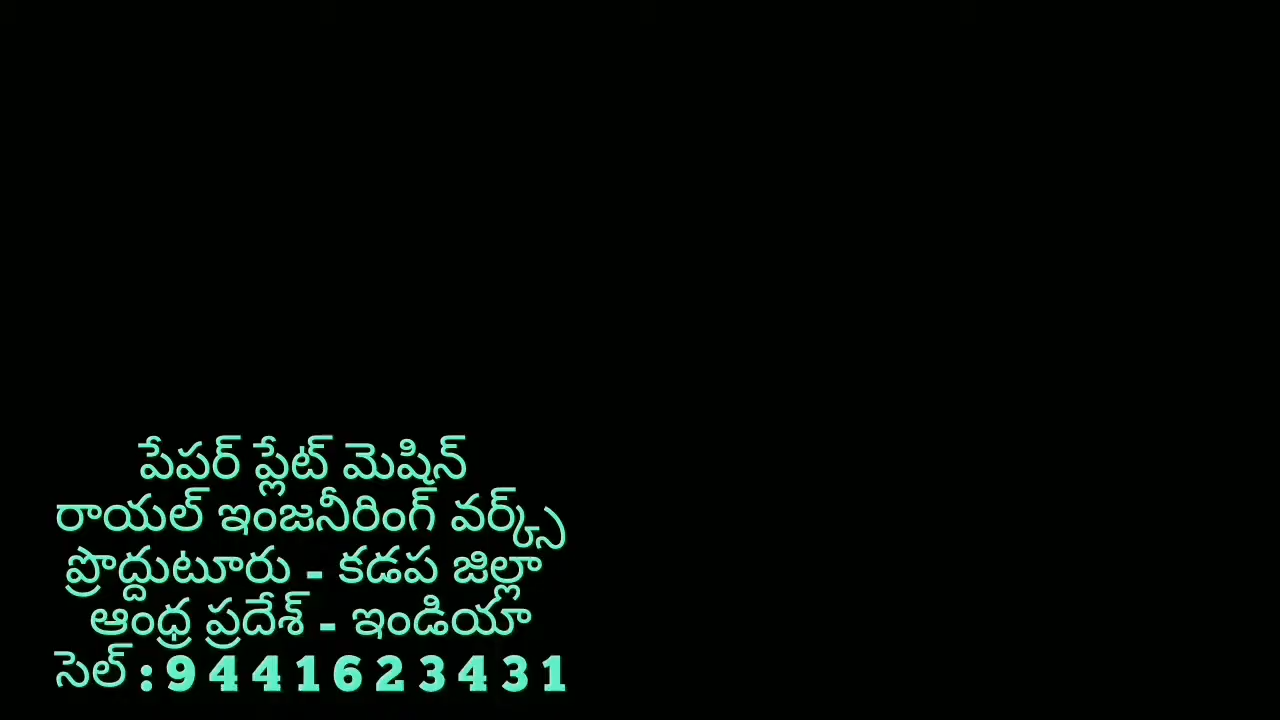 పేపర్ ప్లేట్ మెషిన్
రాయల్ ఇంజనీరింగ్ వర్క్స్
ప్రొద్దుటూరు - కడప జిల్లా
ఆంధ్ర ప్రదేశ్ - ఇండియా
సెల్ : 9 4 4 1 6 2 3 4 3 1